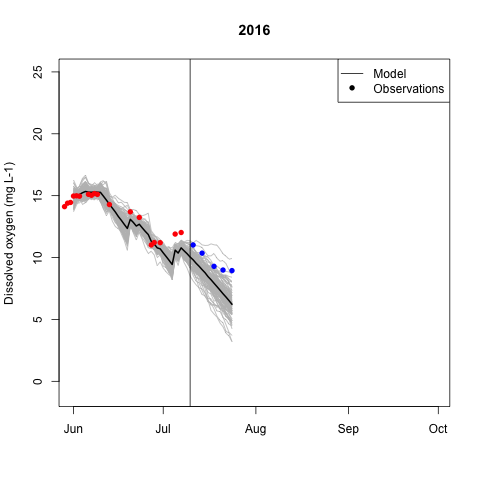 2016
Model
Observations
Dissolved oxygen (mg L-1)
25
20
15
10
5
0
Jun
Jul
Aug
Sep
Oct